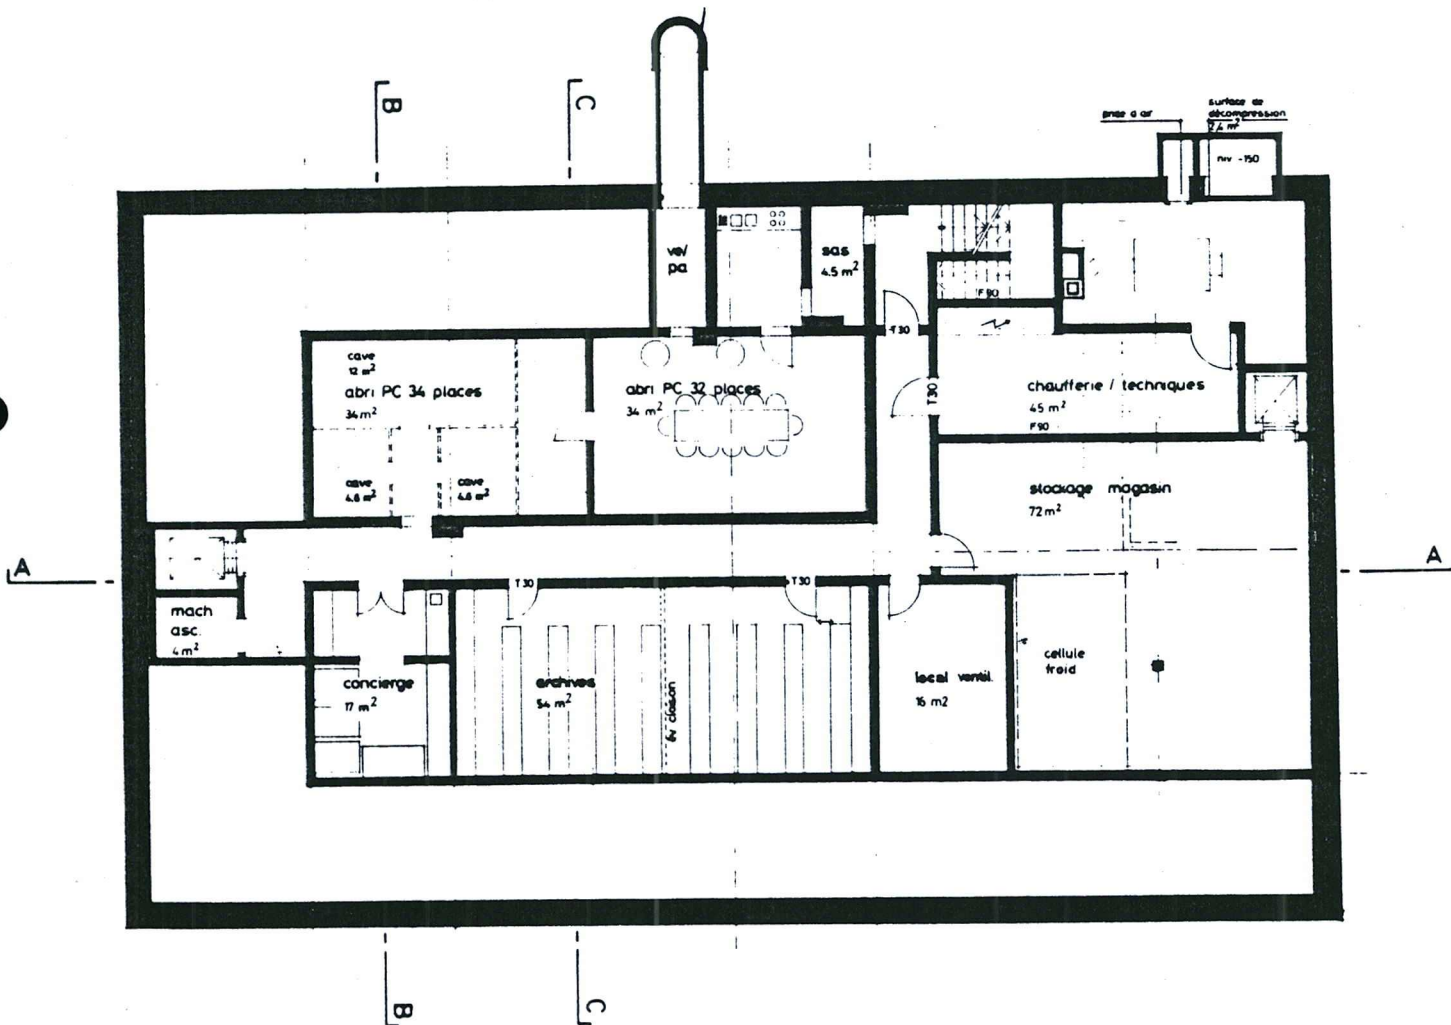 B
C
prise d'air
surface de
décompression
2,4 m²
niv -150
ve/
pa
sas
4.5 m²
F90
T30
cave
12 m²
abri PC 34 places
34 m²
abri PC 32 places
34 m²
T30
chaufferie / techniques
45 m²
F90
cave
4.6 m²
cave
4.6 m²
stockage magasin
72 m²
A
A
T30
T30
mach
asc.
4 m²
concierge
17 m²
archives
54 m²
év cloison
local ventil.
16 m2
cellule
froid
B
C